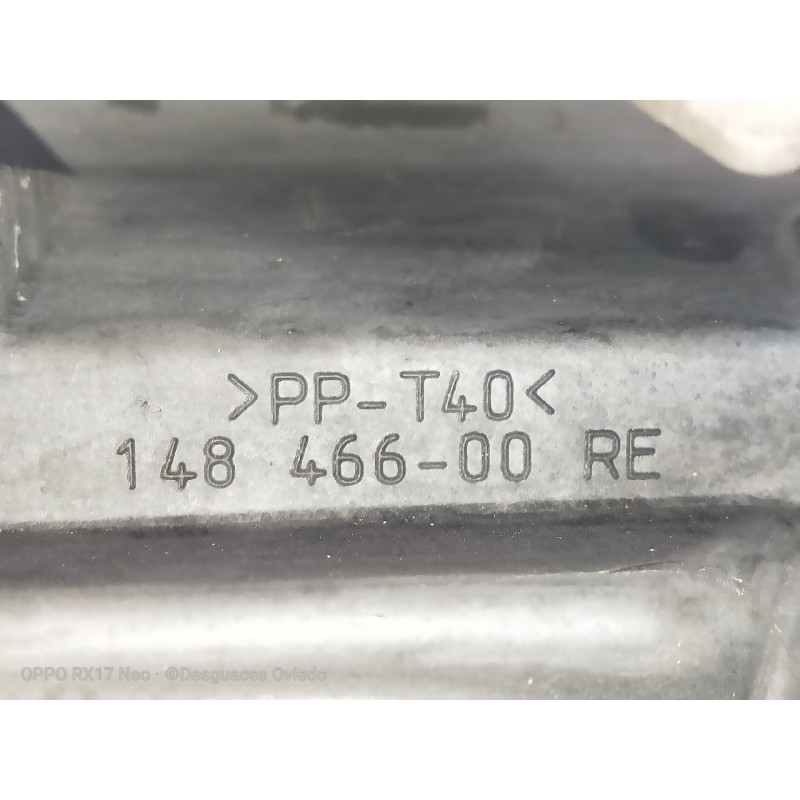 >PP-T40<
148 466-00 RE
OPPO RX17 Neo · ©Desguaces Oviedo